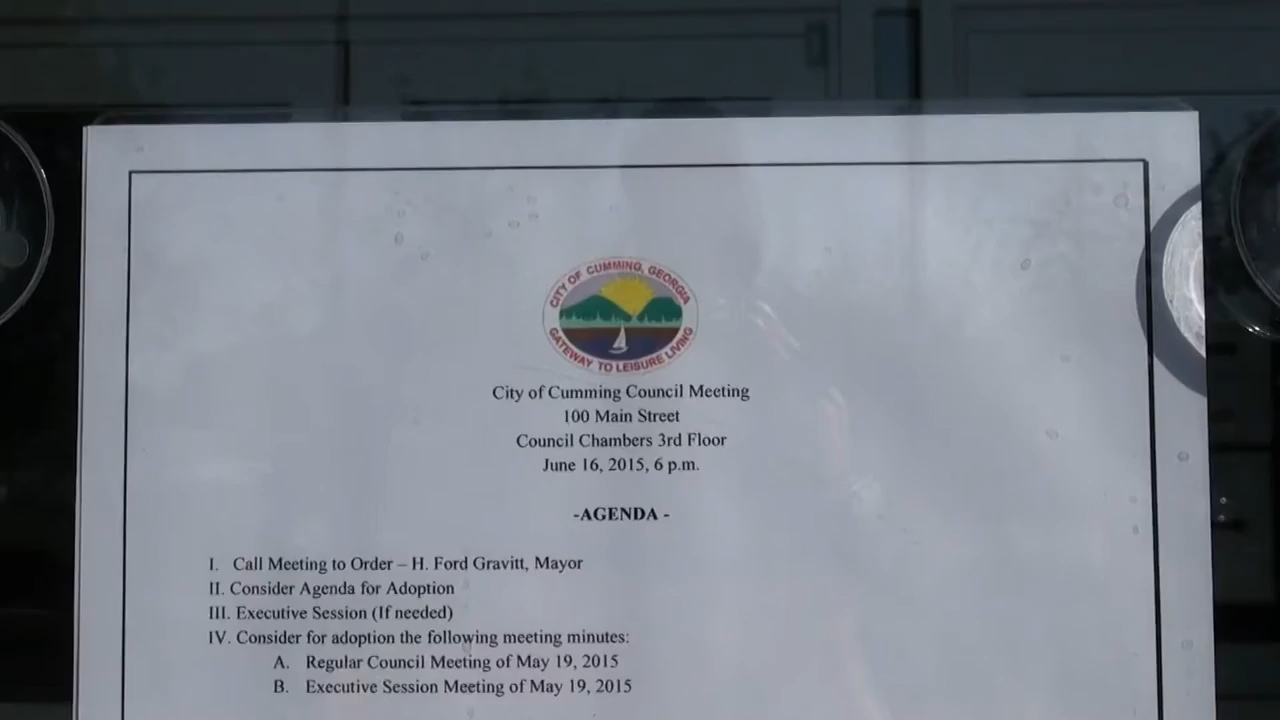 CITY OF CUMMING, GEORGIA
GATEWAY TO LEISURE LIVING
City of Cumming Council Meeting
100 Main Street
Council Chambers 3rd Floor
June 16, 2015, 6 p.m.
-AGENDA -
I. Call Meeting to Order – H. Ford Gravitt, Mayor
II. Consider Agenda for Adoption
III. Executive Session (If needed)
IV. Consider for adoption the following meeting minutes:
A. Regular Council Meeting of May 19, 2015
B. Executive Session Meeting of May 19, 2015